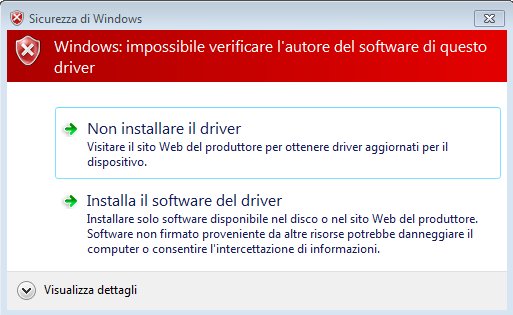 Sicurezza di Windows
Windows: impossibile verificare l'autore del software di questo
driver
Non installare il driver
Visitare il sito Web del produttore per ottenere driver aggiornati per il
dispositivo.
Installa il software del driver
Installare solo software disponibile nel disco o nel sito Web del produttore.
Software non firmato proveniente da altre risorse potrebbe danneggiare il
computer o consentire l'intercettazione di informazioni.
Visualizza dettagli